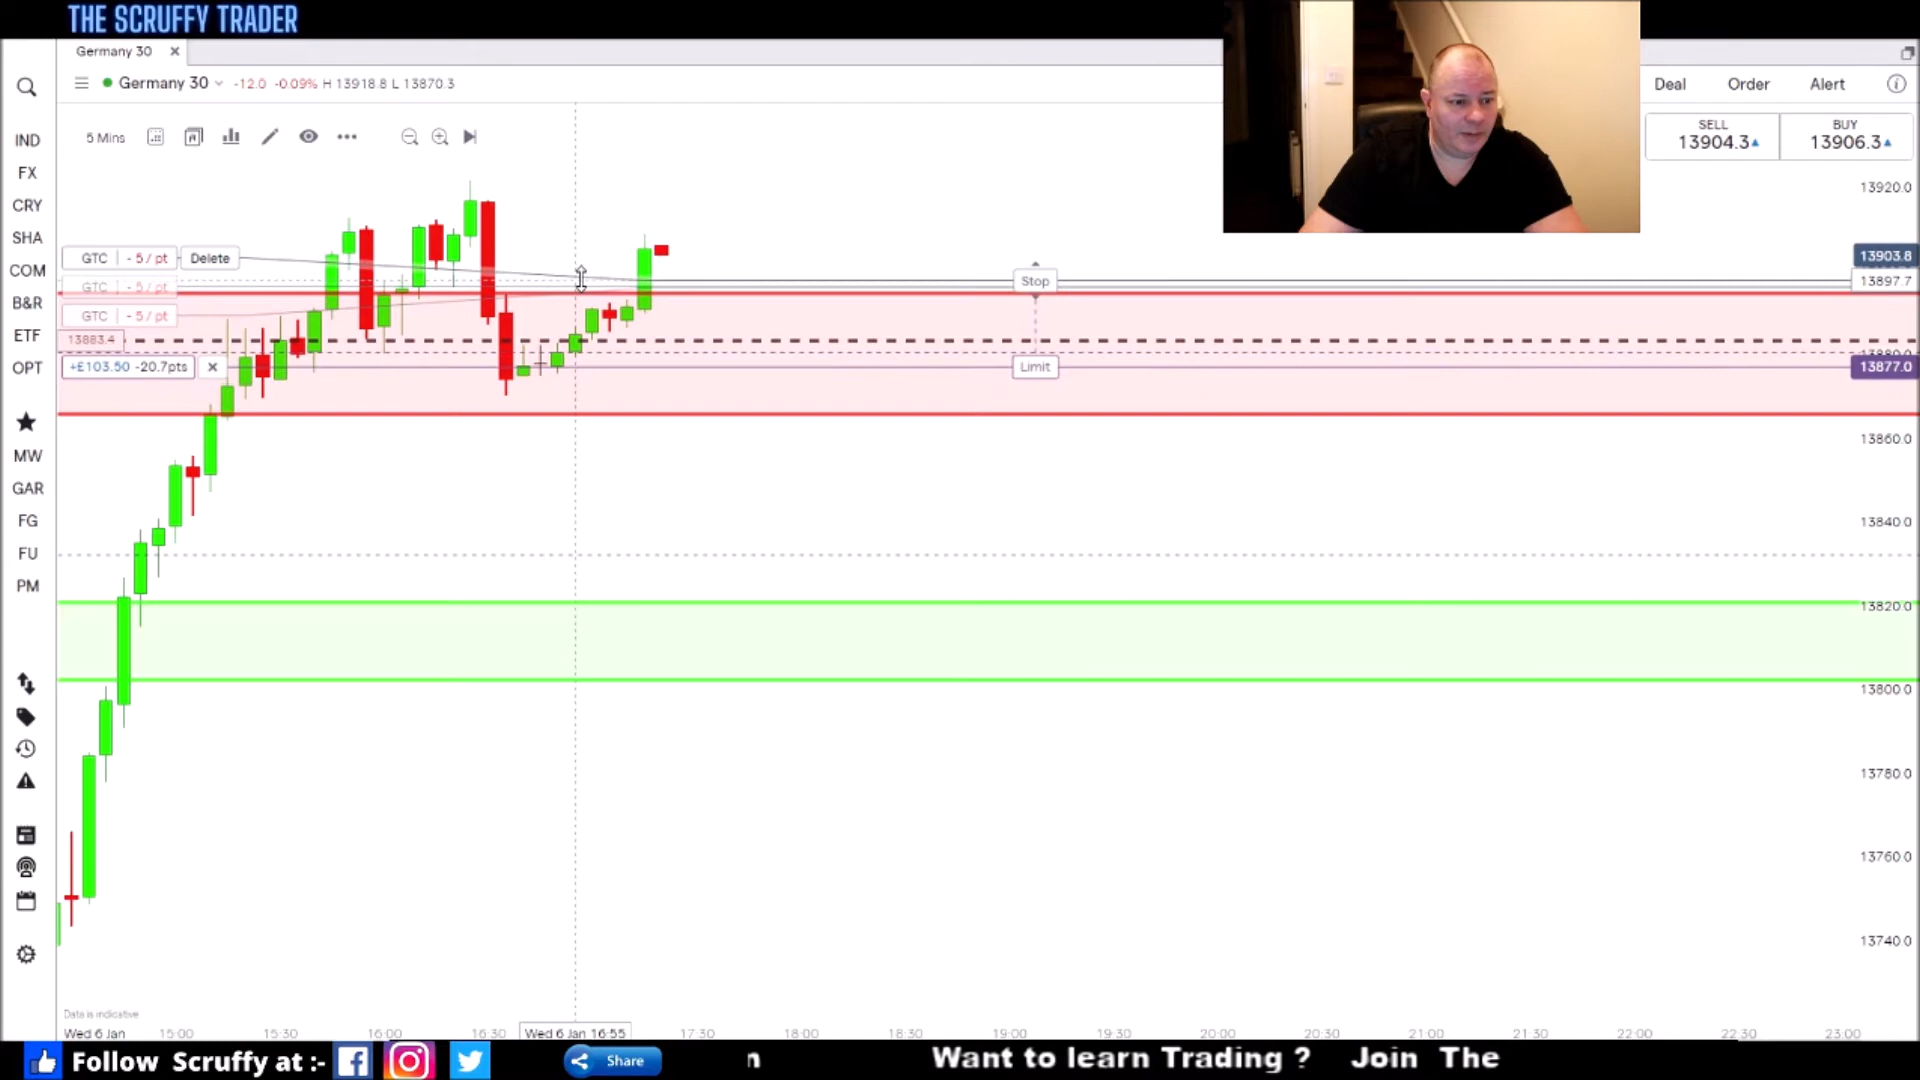 THE SCRUFFY TRADER
Germany 30
Germany 30 -12.0 -0.09% H 13918.8 L 13870.3
Deal Order Alert
SELL
13904.3
BUY
13906.3
5 Mins
IND
FX
CRY
SHA
COM
B&R
ETF
OPT
MW
GAR
FG
FU
PM
GTC - 5 / pt Delete
GTC - 5 / pt
GTC - 5 / pt
13883.4
+£103.50 -20.7pts
Stop
Limit
13920.0
13903.8
13897.7
13877.0
13860.0
13840.0
13820.0
13800.0
13780.0
13760.0
13740.0
Data is indicative
Wed 6 Jan 15:00 15:30 16:00 16:30 Wed 6 Jan 16:55 17:30 18:00 18:30 19:00 19:30 20:00 20:30 21:00 21:30 22:00 22:30 23:00
Follow Scruffy at :- Share n Want to learn Trading ? Join The